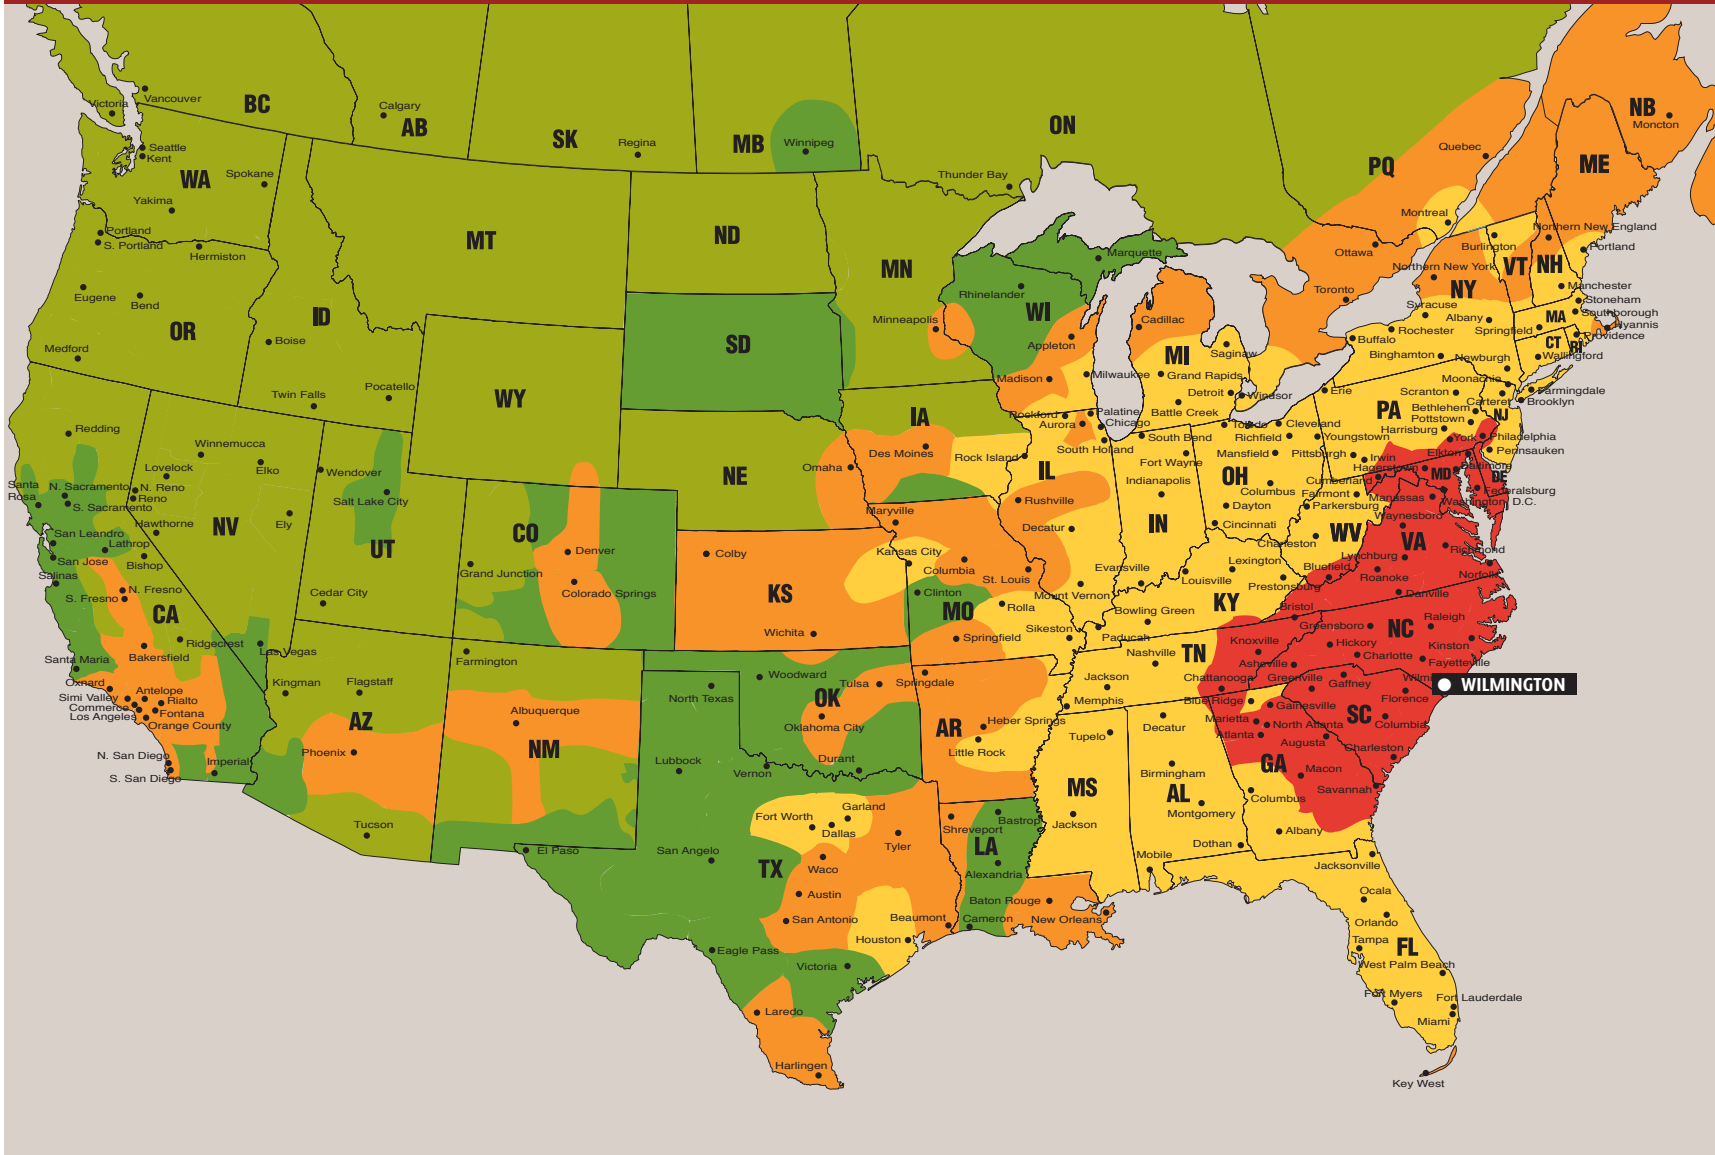 BC
AB
SK
MB
ON
PQ
NB
ME
Victoria
Vancouver
Calgary
Regina
Winnipeg
Thunder Bay
Quebec
Moncton
Montreal
Ottawa
Toronto
Seattle
Kent
WA
Spokane
Yakima
Portland
S. Portland
Hermiston
Eugene
Bend
OR
Medford
MT
ID
Boise
Twin Falls
Pocatello
ND
MN
Minneapolis
SD
WY
WI
Marquette
Rhinelander
Appleton
Madison
Milwaukee
MI
Cadillac
Saginaw
Grand Rapids
Detroit
Windsor
Battle Creek
Northern New England
Burlington
VT
NH
Portland
Northern New York
NY
Manchester
Syracuse
Stoneham
Albany
MA
Southborough
Hyannis
Rochester
Springfield
Providence
Buffalo
CT
RI
Binghamton
Newburgh
Wallingford
Moonachie
Erie
Scranton
Farmingdale
Carteret
Brooklyn
PA
Bethlehem
NJ
Pottstown
Harrisburg
York
Philadelphia
Elkton
Pennsauken
Youngstown
Pittsburgh
Irwin
Hagerstown
MD
Baltimore
DE
Cumberland
Federalsburg
Fairmont
Manassas
Washington, D.C.
Parkersburg
Redding
Winnemucca
Lovelock
Elko
Wendover
Santa
Rosa
N. Sacramento
S. Sacramento
N. Reno
Reno
Hawthorne
NV
Ely
Salt Lake City
UT
Cedar City
San Leandro
Lathrop
San Jose
Bishop
Salinas
N. Fresno
S. Fresno
CA
Ridgecrest
Bakersfield
Las Vegas
Santa Maria
Oxnard
Simi Valley
Antelope
Rialto
Commerce
Fontana
Los Angeles
Orange County
N. San Diego
S. San Diego
Imperial
Kingman
Flagstaff
AZ
Phoenix
Tucson
CO
Denver
Grand Junction
Colorado Springs
Farmington
Albuquerque
NM
El Paso
NE
Omaha
IA
Des Moines
Rock Island
Rockford
Aurora
Palatine
Chicago
South Holland
IL
Rushville
Decatur
South Bend
Fort Wayne
Indianapolis
IN
Evansville
Toledo
Cleveland
Richfield
Mansfield
OH
Columbus
Dayton
Cincinnati
WV
Charleston
Maryville
Kansas City
Columbia
St. Louis
Clinton
MO
Rolla
Springfield
Sikeston
Mount Vernon
Colby
KS
Wichita
Louisville
Lexington
Prestonsburg
KY
Bowling Green
Paducah
Waynesboro
VA
Richmond
Lynchburg
Bluefield
Roanoke
Norfolk
Danville
Bristol
Greensboro
NC
Raleigh
Hickory
Kinston
Charlotte
Fayetteville
Asheville
Wilmi
WILMINGTON
Knoxville
TN
Nashville
Chattanooga
Jackson
Memphis
Greenville
Gaffney
Florence
SC
Columbia
Charleston
Blue Ridge
Gainesville
Marietta
North Atlanta
Atlanta
Augusta
GA
Macon
Savannah
Columbus
Albany
Woodward
Tulsa
OK
Oklahoma City
Durant
Springdale
AR
Heber Springs
Little Rock
Tupelo
MS
Jackson
Decatur
Birmingham
AL
Montgomery
Dothan
Mobile
North Texas
Lubbock
Vernon
San Angelo
Fort Worth
Garland
Dallas
Tyler
TX
Waco
Austin
San Antonio
Houston
Beaumont
Eagle Pass
Victoria
Laredo
Harlingen
Shreveport
Bastrop
LA
Alexandria
Baton Rouge
Cameron
New Orleans
Jacksonville
Ocala
Orlando
Tampa
FL
West Palm Beach
Fort Myers
Fort Lauderdale
Miami
Key West